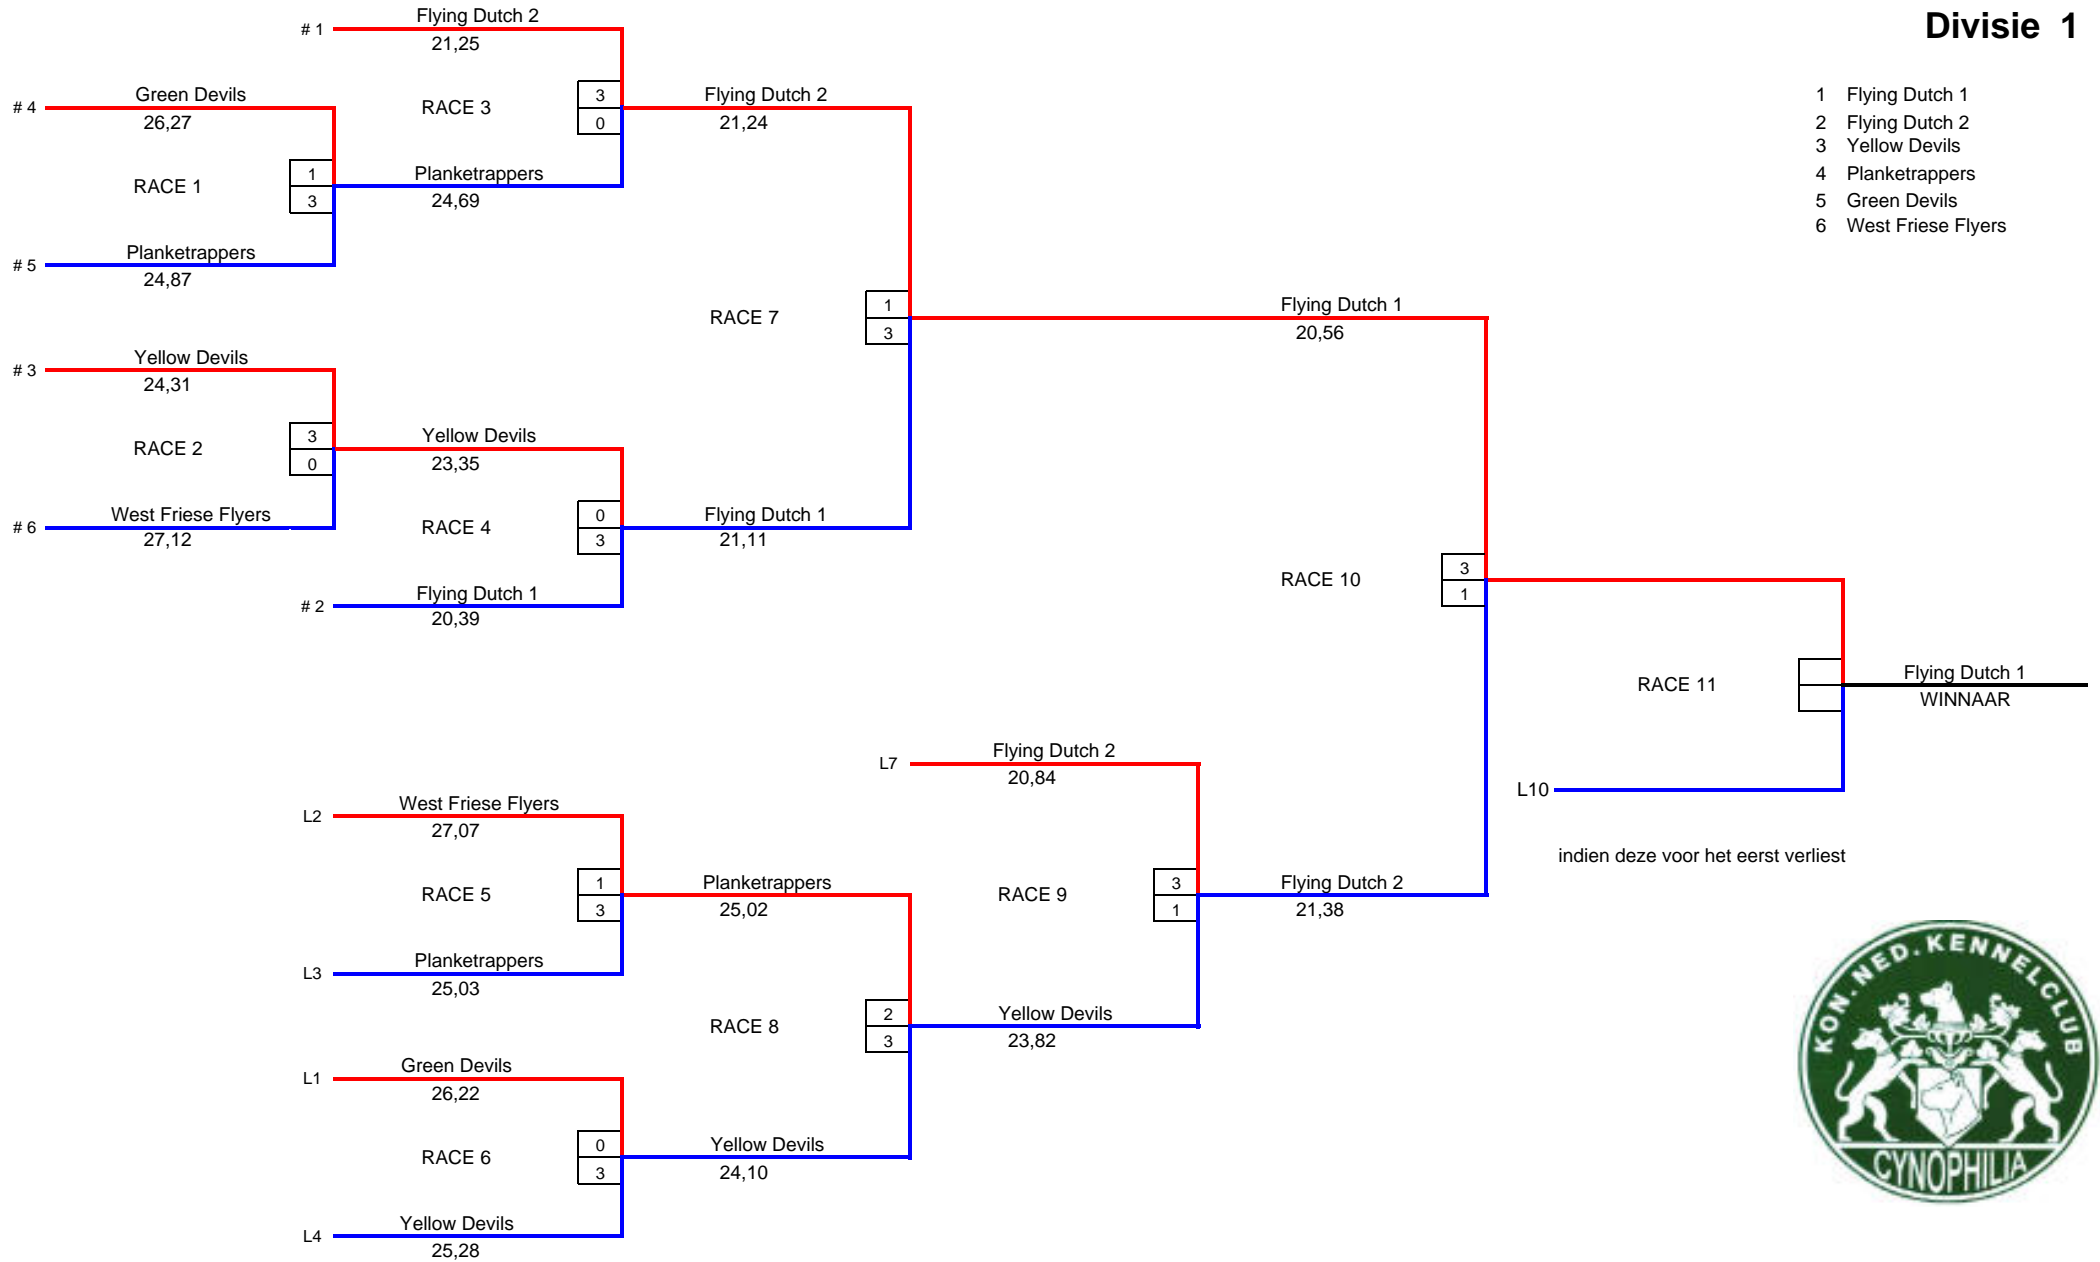 Divisie 1
1 Flying Dutch 1
2 Flying Dutch 2
3 Yellow Devils
4 Planketrappers
5 Green Devils
6 West Friese Flyers
# 1
Flying Dutch 2
21,25
RACE 3
3
0
# 4
Green Devils
26,27
RACE 1
1
3
# 5
Planketrappers
24,87
Planketrappers
24,69
Flying Dutch 2
21,24
RACE 7
1
3
# 3
Yellow Devils
24,31
RACE 2
3
0
# 6
West Friese Flyers
27,12
Yellow Devils
23,35
RACE 4
0
3
# 2
Flying Dutch 1
20,39
Flying Dutch 1
21,11
Flying Dutch 1
20,56
RACE 10
3
1
RACE 11
Flying Dutch 1
WINNAAR
L10
indien deze voor het eerst verliest
L7
Flying Dutch 2
20,84
RACE 9
3
1
Flying Dutch 2
21,38
L2
West Friese Flyers
27,07
RACE 5
1
3
L3
Planketrappers
25,03
Planketrappers
25,02
RACE 8
2
3
Yellow Devils
23,82
L1
Green Devils
26,22
RACE 6
0
3
L4
Yellow Devils
25,28
Yellow Devils
24,10
KON. NED. KENNELCLUB
CYNOPHILIA